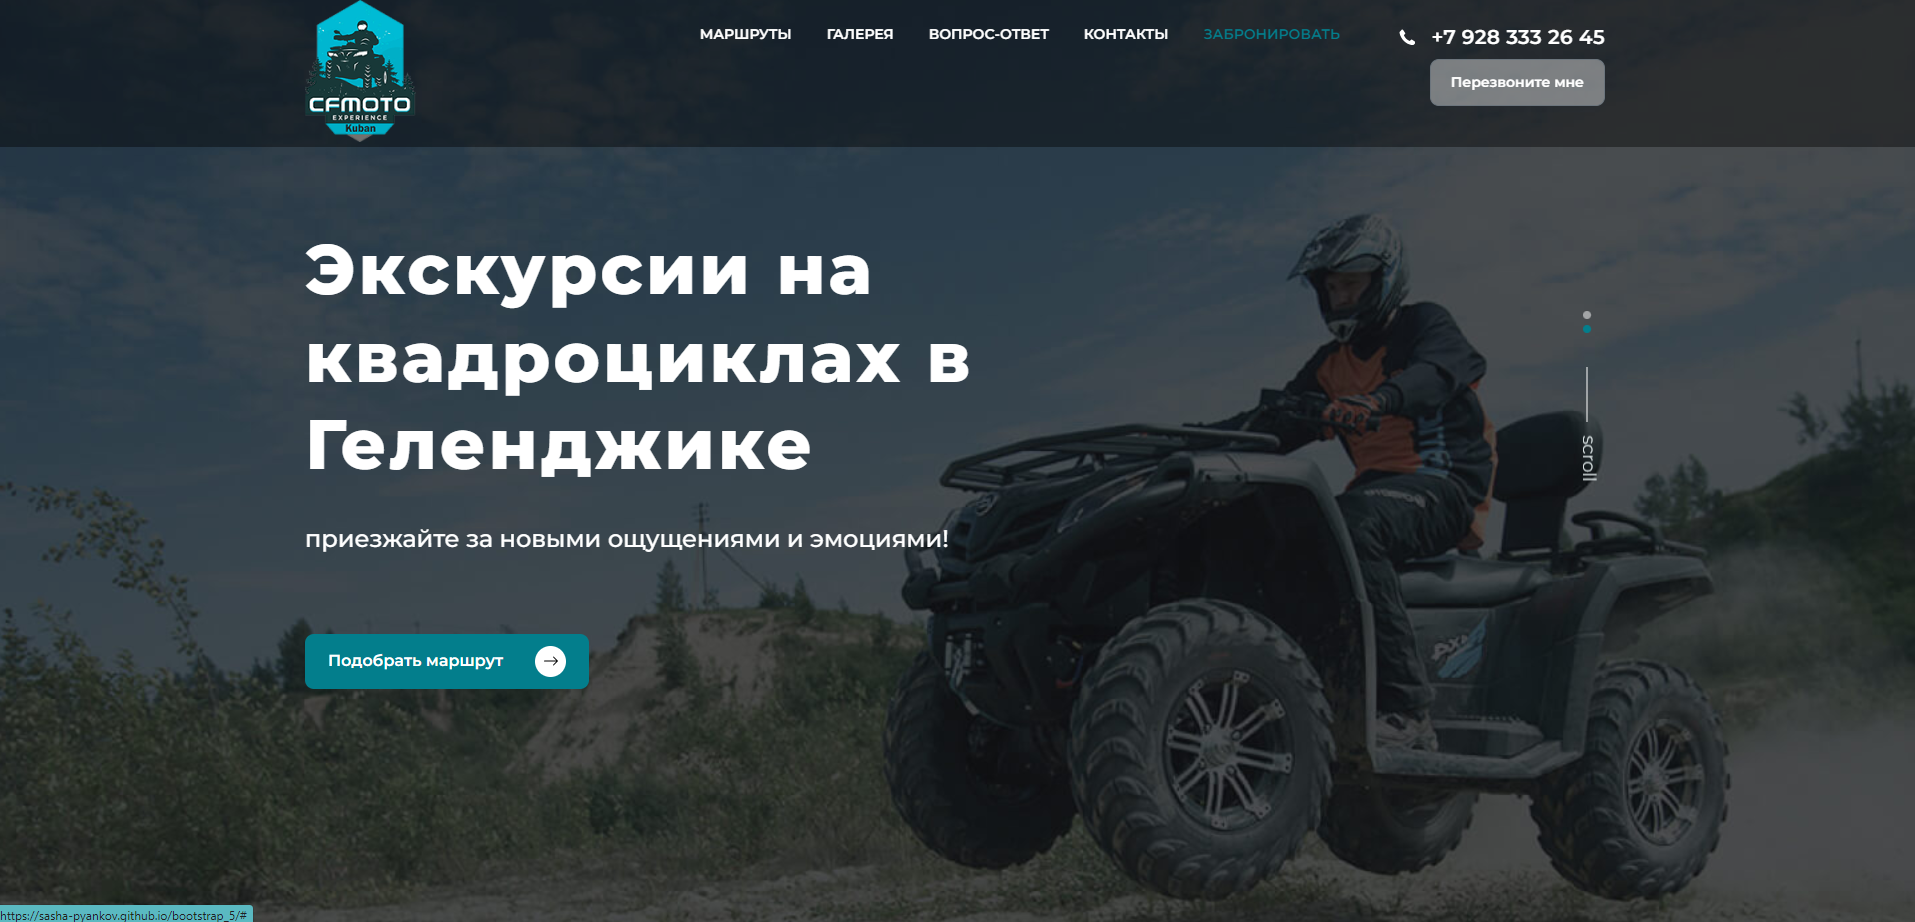 CFMOTO
EXPERIENCE
Kuban
МАРШРУТЫ
ГАЛЕРЕЯ
ВОПРОС-ОТВЕТ
КОНТАКТЫ
ЗАБРОНИРОВАТЬ
+7 928 333 26 45
Перезвоните мне
Экскурсии на
квадроциклах в
Геленджике
приезжайте за новыми ощущениями и эмоциями!
Подобрать маршрут
scroll
https://sasha-pyankov.github.io/bootstrap_5/#